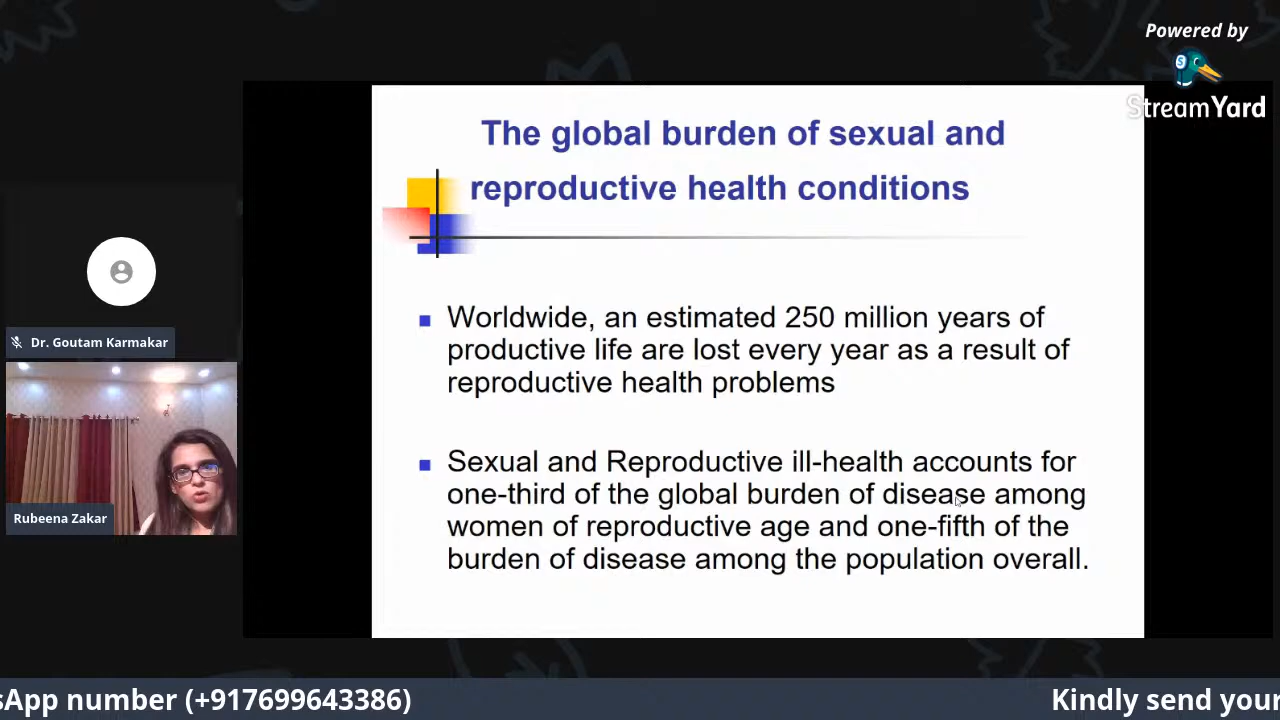 Powered by
StreamYard
The global burden of sexual and
reproductive health conditions
Worldwide, an estimated 250 million years of
productive life are lost every year as a result of
reproductive health problems
Sexual and Reproductive ill-health accounts for
one-third of the global burden of disease among
women of reproductive age and one-fifth of the
burden of disease among the population overall.
Dr. Goutam Karmakar
Rubeena Zakar
sApp number (+917699643386)
Kindly send your